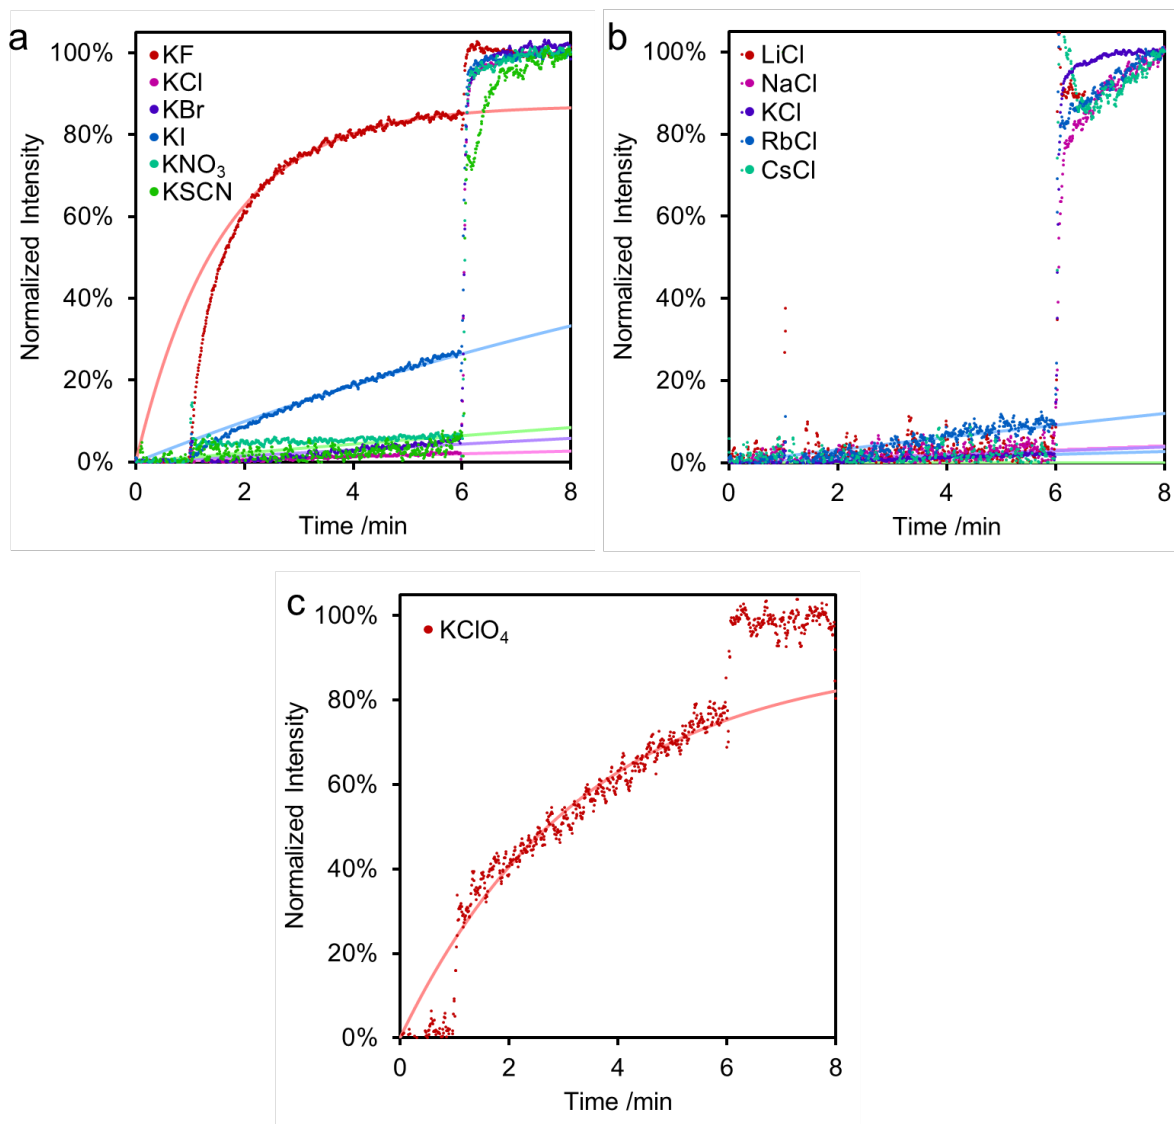 a
100%
80%
60%
40%
20%
0%
KF
KCl
KBr
KI
KNO₃
KSCN
Normalized Intensity
0 2 4 6 8
Time /min
b
100%
80%
60%
40%
20%
0%
LiCl
NaCl
KCl
RbCl
CsCl
Normalized Intensity
0 2 4 6 8
Time /min
c
100%
80%
60%
40%
20%
0%
KClO₄
Normalized Intensity
0 2 4 6 8
Time /min